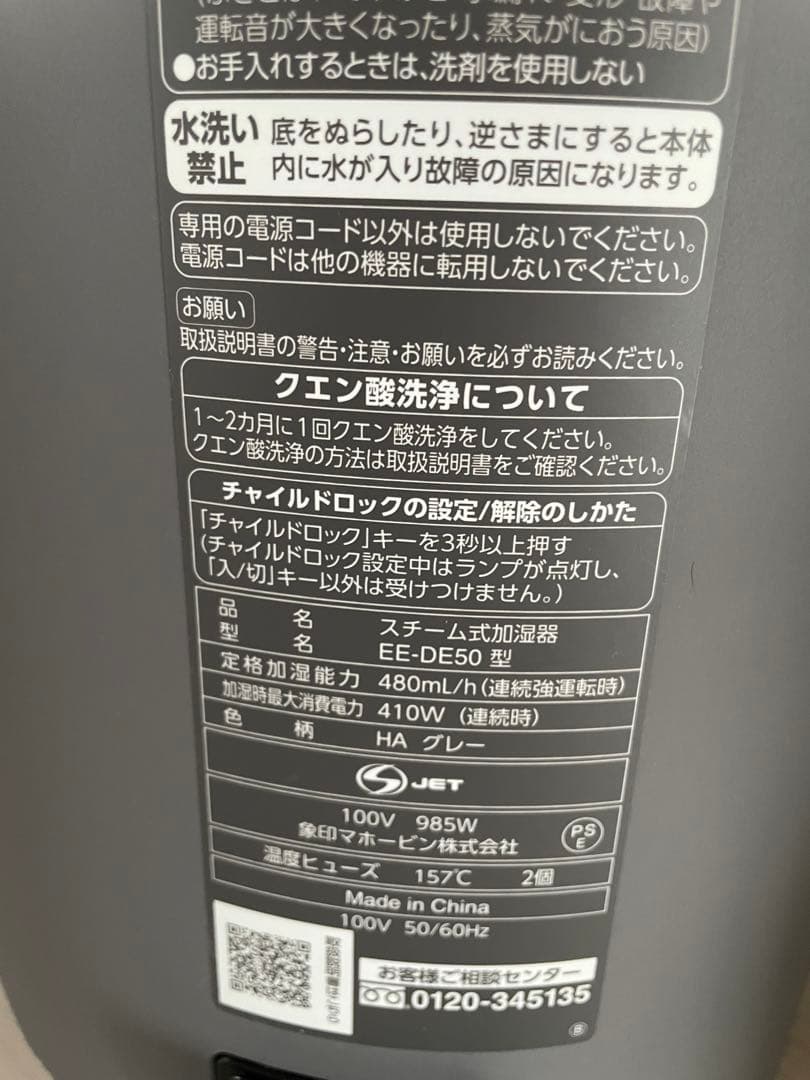 運転音が大きくなったり、蒸気がにおう原因)
●お手入れするときは、洗剤を使用しない
水洗い禁止
底をぬらしたり、逆さまにすると本体
内に水が入り故障の原因になります。
専用の電源コード以外は使用しないでください。
電源コードは他の機器に転用しないでください。
お願い
取扱説明書の警告・注意・お願いを必ずお読みください。
クエン酸洗浄について
1〜2カ月に1回クエン酸洗浄をしてください。
クエン酸洗浄の方法は取扱説明書をご確認ください。
チャイルドロックの設定/解除のしかた
「チャイルドロック」キーを3秒以上押す
(チャイルドロック設定中はランプが点灯し、
「入/切」キー以外は受けつけません。)
品名 スチーム式加湿器
型名 EE-DE50 型
定格加湿能力 480mL/h(連続強運転時)
加湿時最大消費電力 410W (連続時)
色柄 HA グレー
JET
100V 985W
象印マホービン株式会社
PS
E
温度ヒューズ 157℃ 2個
Made in China
100V 50/60Hz
取扱説明書はこちら
お客様ご相談センター
0120-345135
B